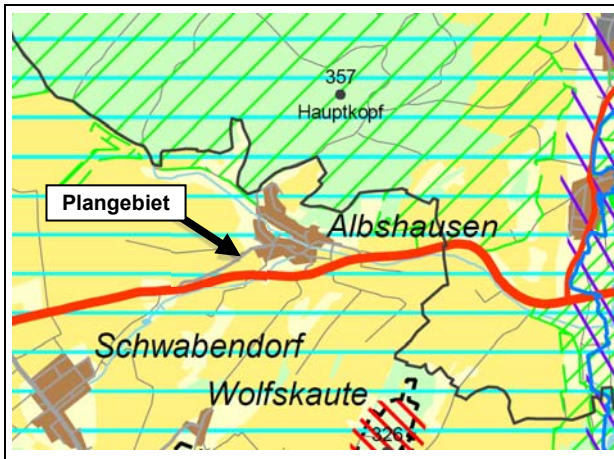 357
Hauptkopf
Plangebiet
Albshausen
Schwabendorf
Wolfskaute
326